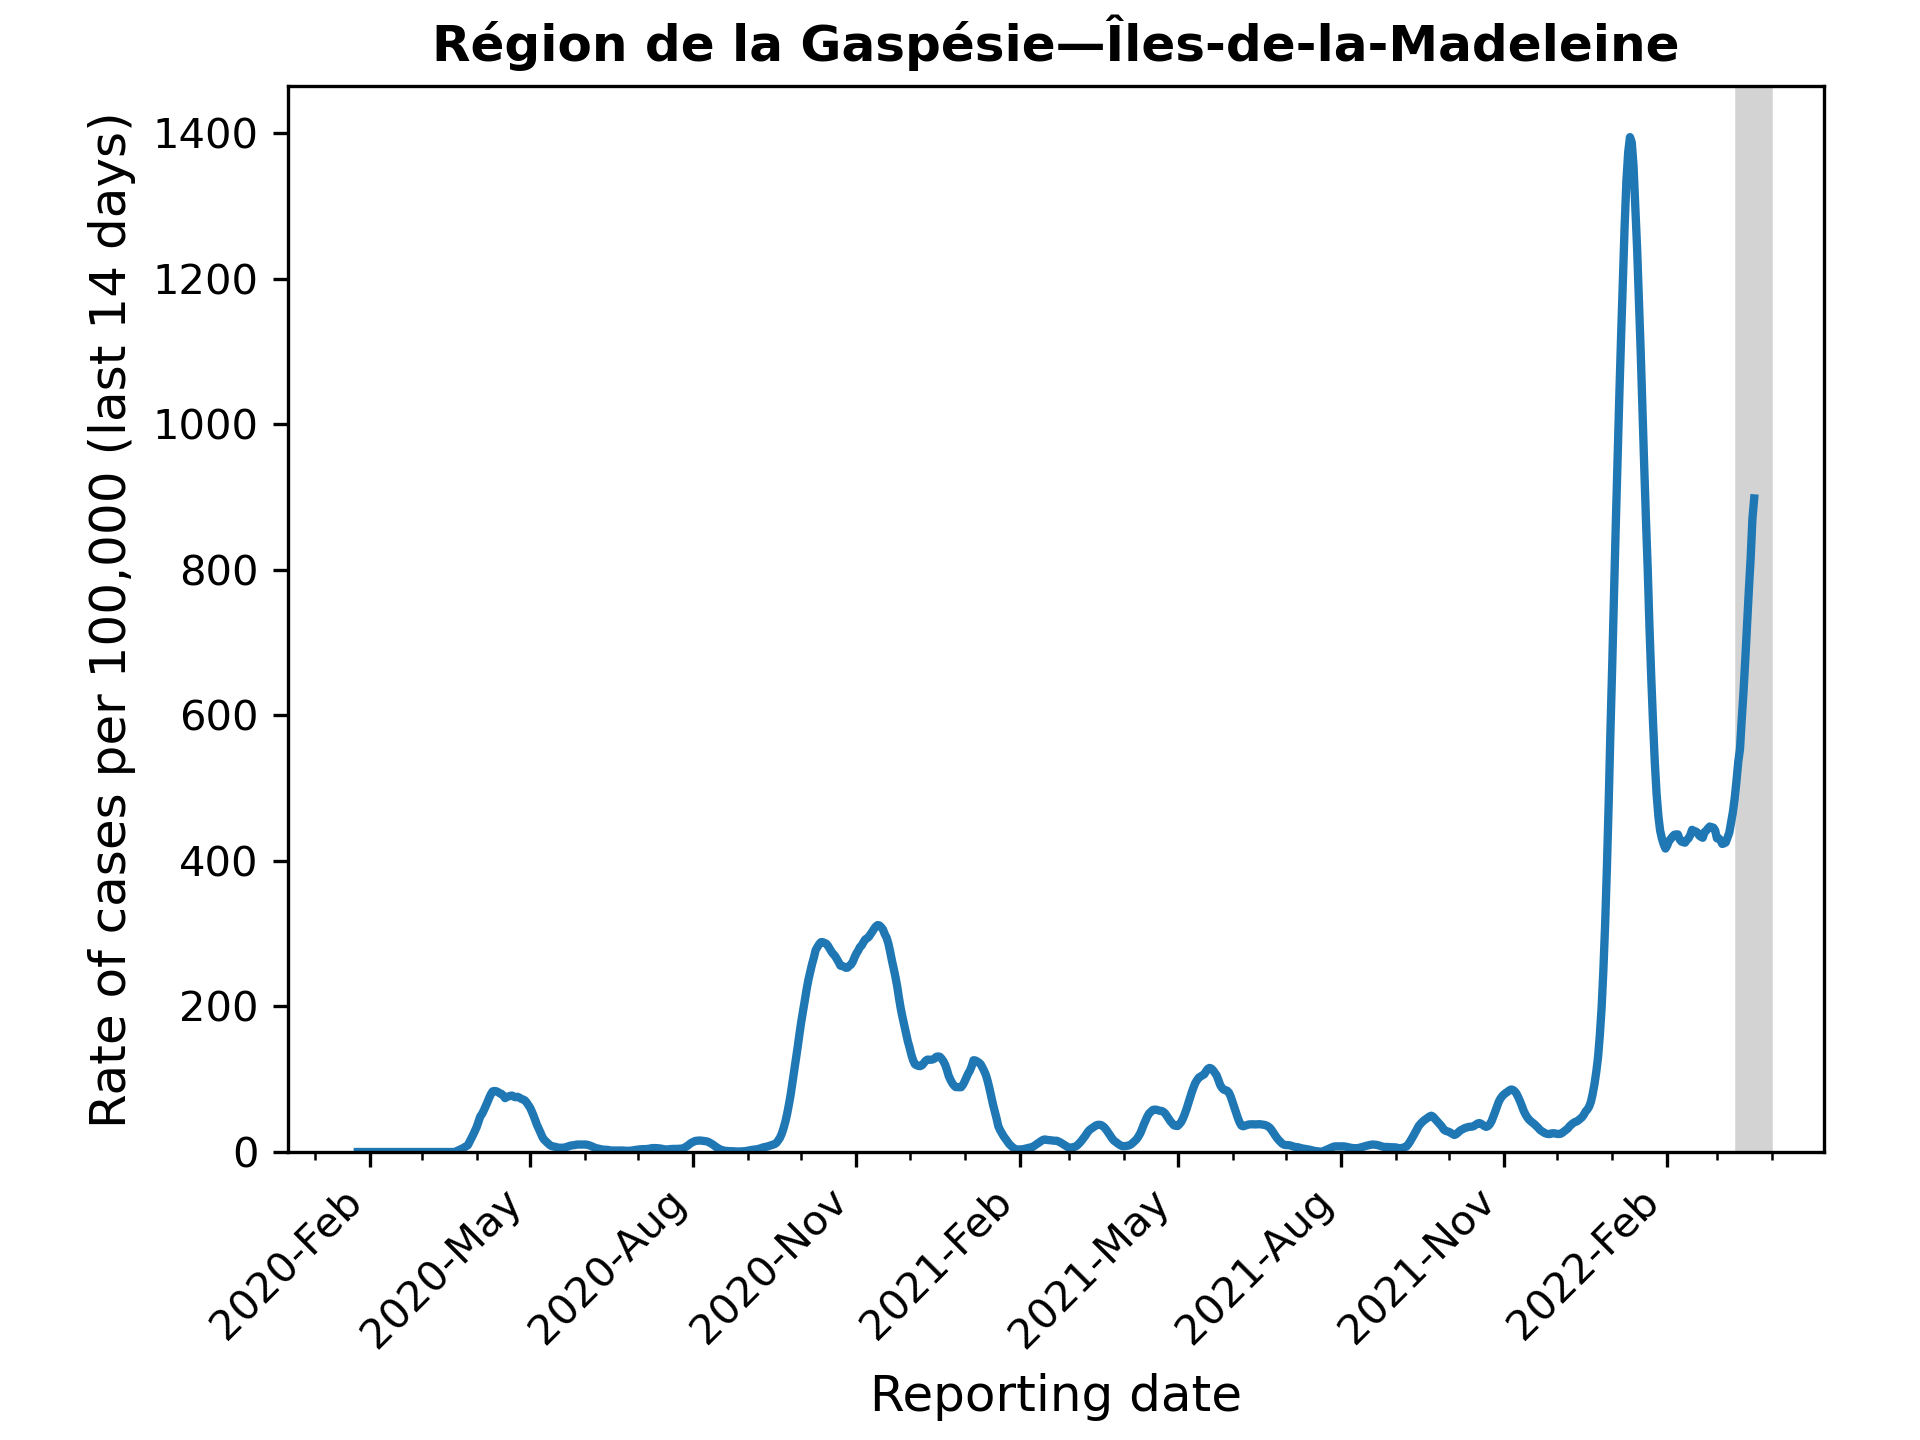 Région de la Gaspésie—Îles-de-la-Madeleine
Rate of cases per 100,000 (last 14 days)
1400
1200
1000
800
600
400
200
0
2020-Feb
2020-May
2020-Aug
2020-Nov
2021-Feb
2021-May
2021-Aug
2021-Nov
2022-Feb
Reporting date